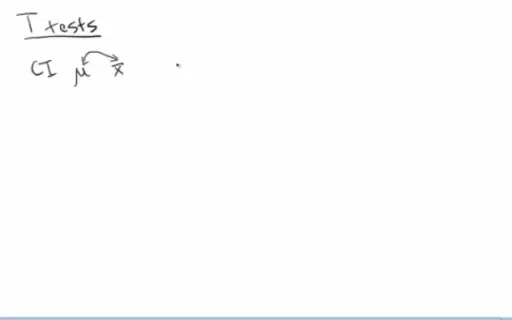 T tests
CI μ x̄